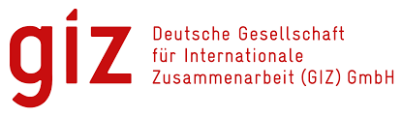 giz
Deutsche Gesellschaft
für Internationale
Zusammenarbeit (GIZ) GmbH